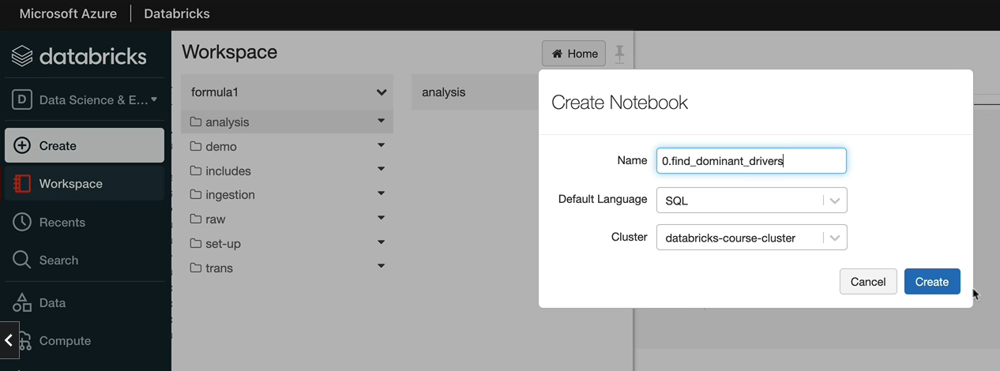 Microsoft Azure | Databricks
databricks
D Data Science & E...
Create
Workspace
Recents
Search
Data
Compute
Workspace
Home
formula1
analysis
analysis
demo
includes
ingestion
raw
set-up
trans
Create Notebook
Name 0.find_dominant_drivers
Default Language SQL
Cluster databricks-course-cluster
Cancel Create